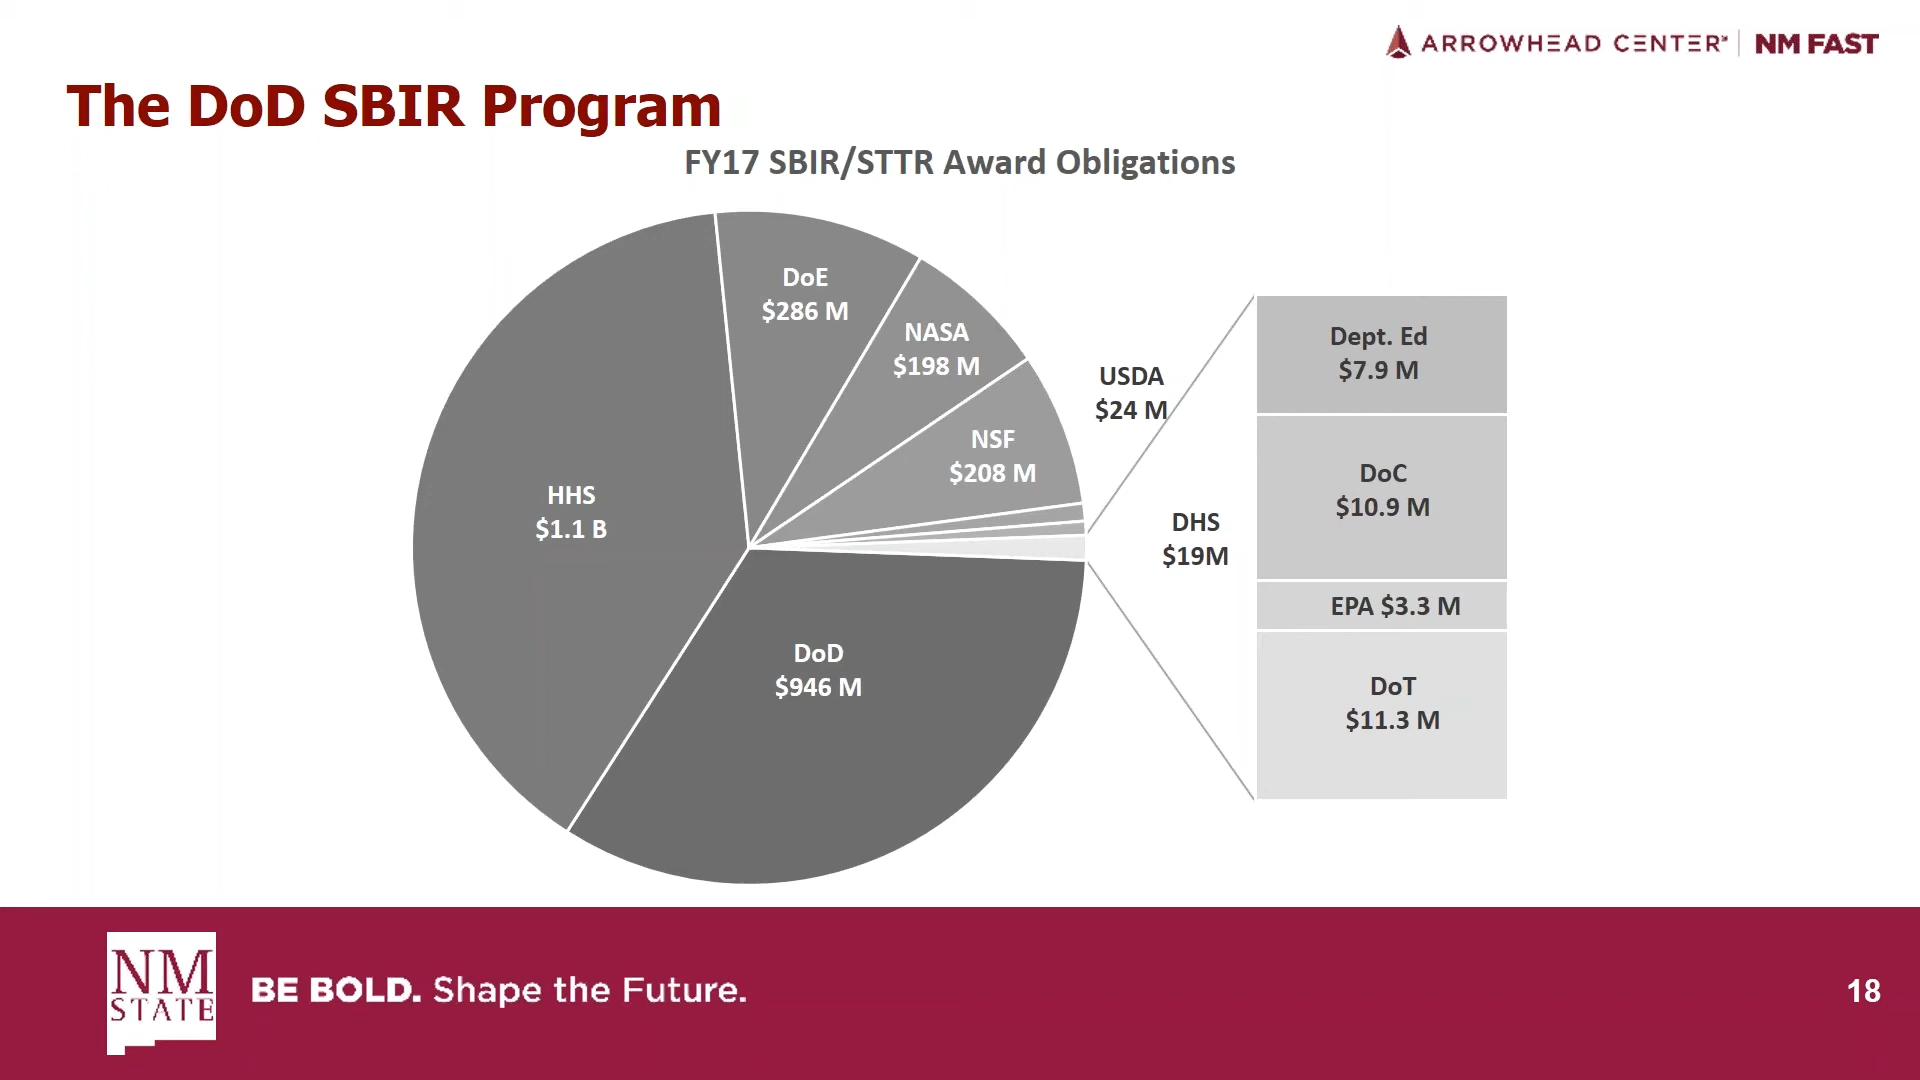 ARROWHEAD CENTER | NM FAST
The DoD SBIR Program
FY17 SBIR/STTR Award Obligations
DoE
$286 M
NASA
$198 M
NSF
$208 M
USDA
$24 M
DHS
$19M
HHS
$1.1 B
DoD
$946 M
Dept. Ed
$7.9 M
DoC
$10.9 M
EPA $3.3 M
DoT
$11.3 M
NM
STATE
BE BOLD. Shape the Future.
18